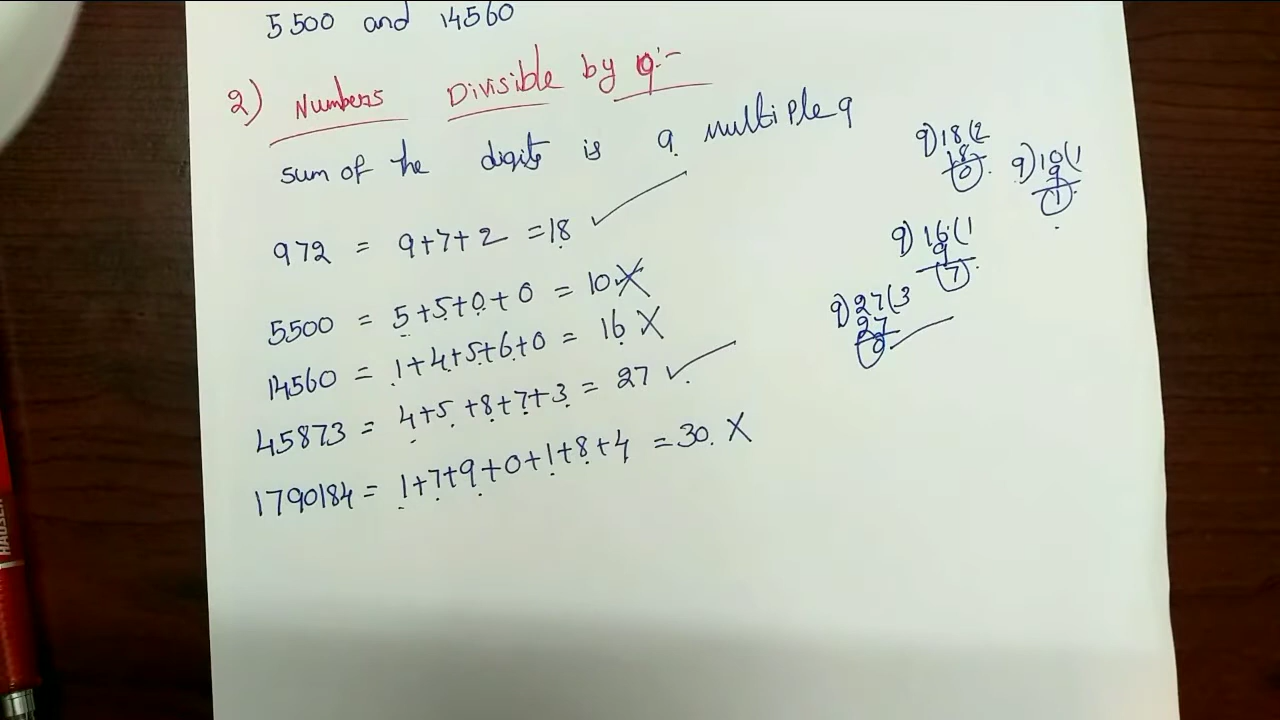 5500 and 14560
2) Numbers Divisible by 9:-
sum of the digits is a multiple 9
972 = 9+7+2 =18 ✓
5500 = 5+5+0+0 = 10 X
14560 = 1+4+5+6+0 = 16 X
45873 = 4+5+8+7+3 = 27 ✓
1790184 = 1+7+9+0+1+8+4 =30. X
9)18(2
18
0
9)10(1
9
1
9)16(1
9
7
9)27(3
27
0 ✓
HAUSER